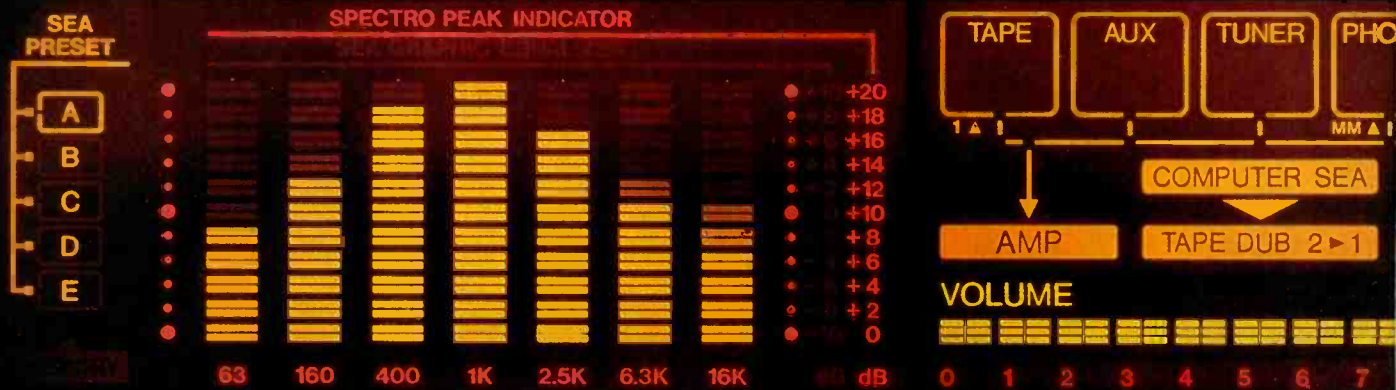 SEA
PRESET
A
B
C
D
E
SPECTRO PEAK INDICATOR
+20
+18
+16
+14
+12
+10
+8
+6
+4
+2
0
63 160 400 1K 2.5K 6.3K 16K dB
TAPE AUX TUNER PHO
1 MM
COMPUTER SEA
AMP TAPE DUB 2►1
VOLUME
0 1 2 3 4 5 6 7